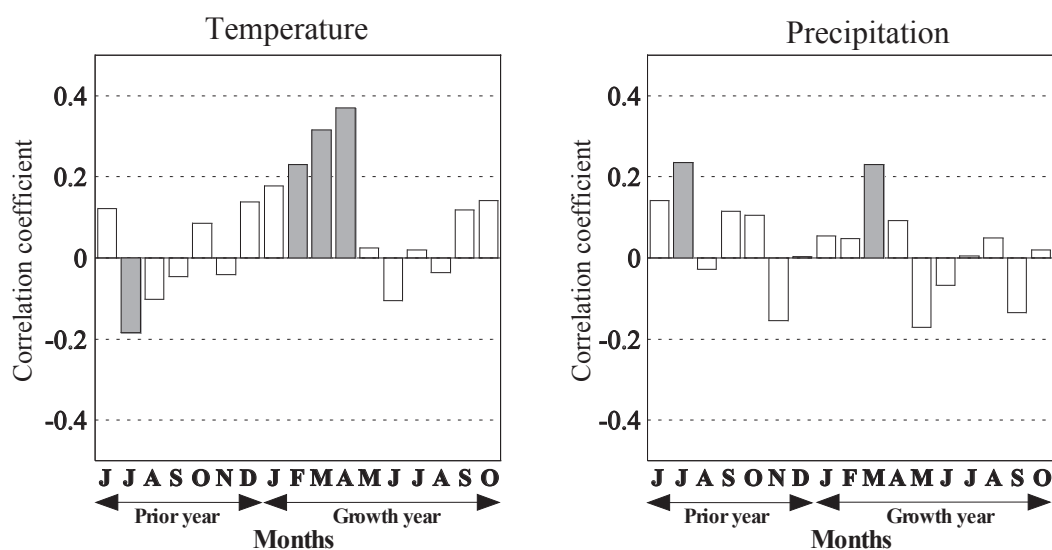 Temperature
Correlation coefficient
0.4
0.2
0
-0.2
-0.4
J J A S O N D J F M A M J J A S O
Prior year Growth year
Months
Precipitation
Correlation coefficient
0.4
0.2
0
-0.2
-0.4
J J A S O N D J F M A M J J A S O
Prior year Growth year
Months